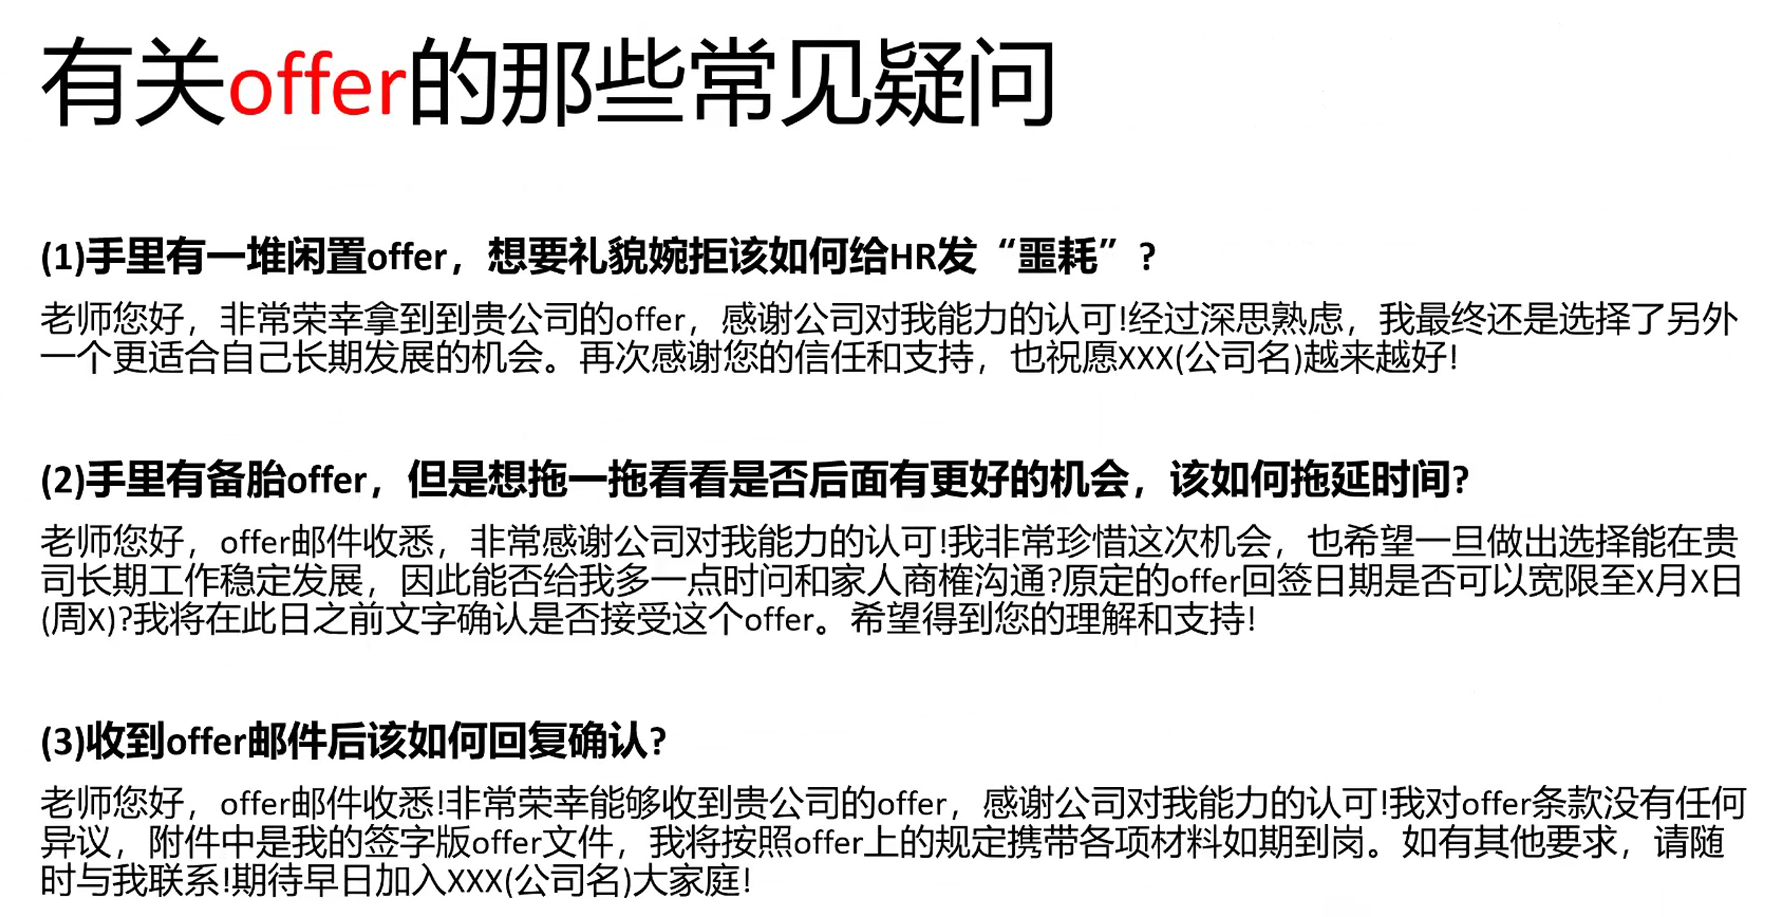 有关offer的那些常见疑问
(1)手里有一堆闲置offer，想要礼貌婉拒该如何给HR发“噩耗”?
老师您好，非常荣幸拿到到贵公司的offer，感谢公司对我能力的认可!经过深思熟虑，我最终还是选择了另外
一个更适合自己长期发展的机会。再次感谢您的信任和支持，也祝愿XXX(公司名)越来越好!
(2)手里有备胎offer，但是想拖一拖看看是否后面有更好的机会，该如何拖延时间?
老师您好，offer邮件收悉，非常感谢公司对我能力的认可!我非常珍惜这次机会，也希望一旦做出选择能在贵
司长期工作稳定发展，因此能否给我多一点时问和家人商榷沟通?原定的offer回签日期是否可以宽限至X月X日
(周X)?我将在此日之前文字确认是否接受这个offer。希望得到您的理解和支持!
(3)收到offer邮件后该如何回复确认?
老师您好，offer邮件收悉!非常荣幸能够收到贵公司的offer，感谢公司对我能力的认可!我对offer条款没有任何
异议，附件中是我的签字版offer文件，我将按照offer上的规定携带各项材料如期到岗。如有其他要求，请随
时与我联系!期待早日加入XXX(公司名)大家庭!